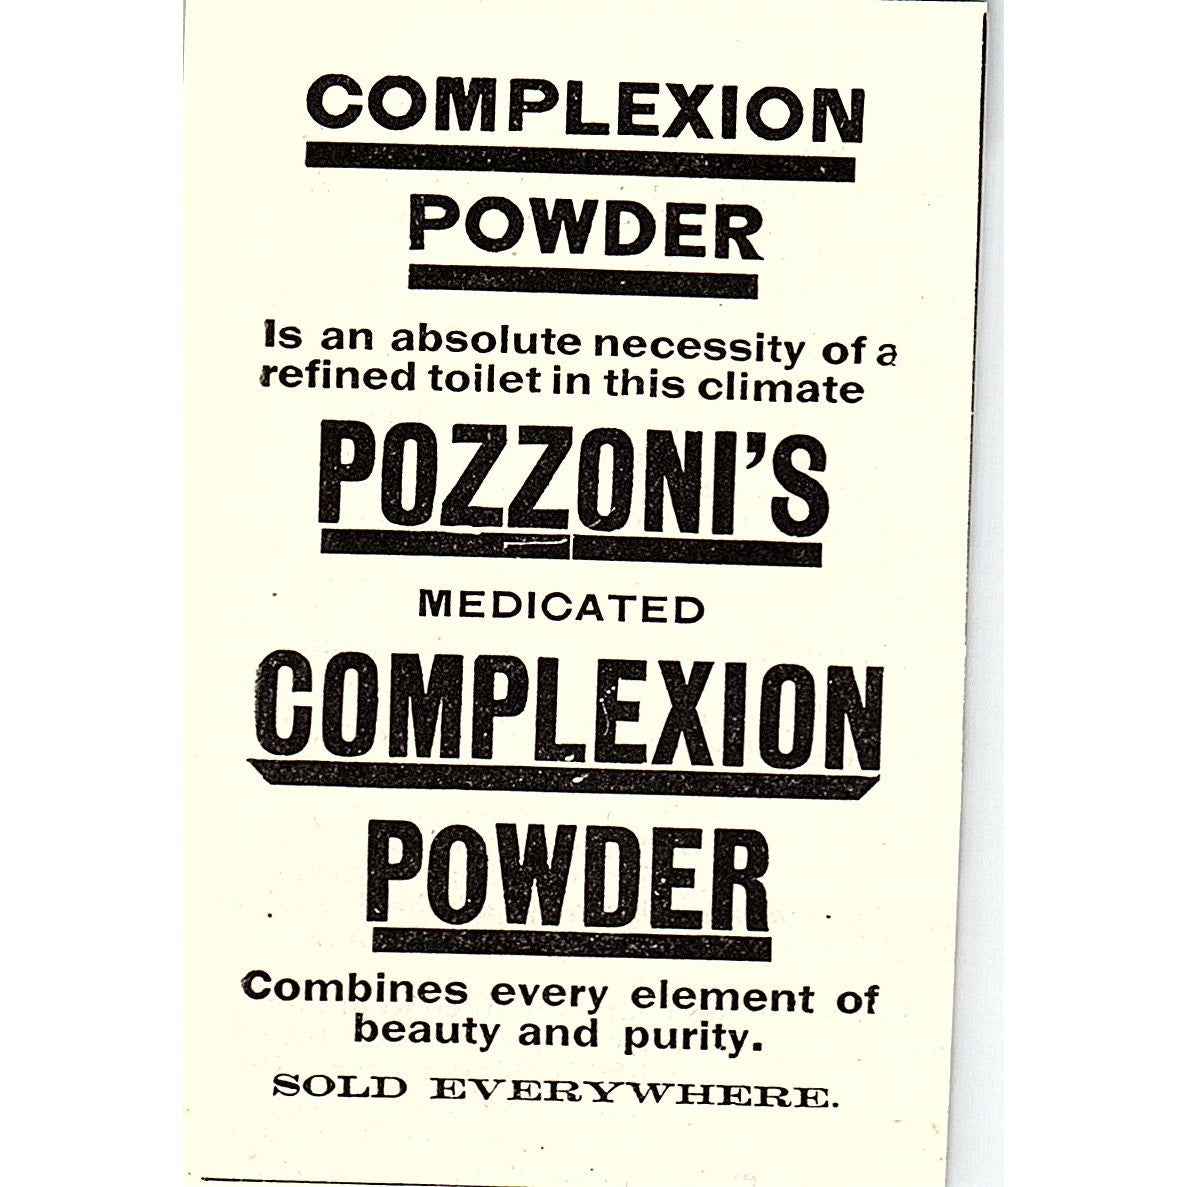 COMPLEXION
POWDER
Is an absolute necessity of a
refined toilet in this climate
POZZONI'S
MEDICATED
COMPLEXION
POWDER
Combines every element of
beauty and purity.
SOLD EVERYWHERE.